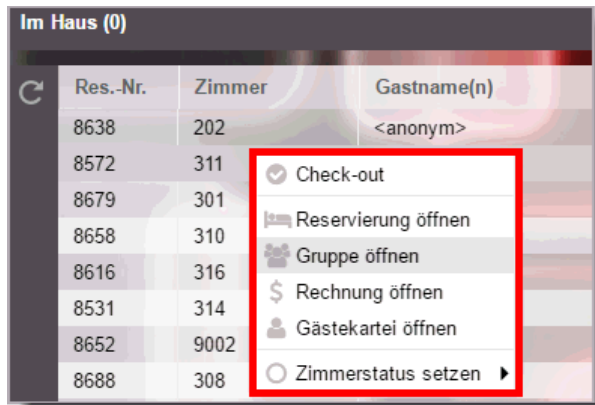 Im Haus (0)
Res.-Nr. Zimmer Gastname(n)
8638 202 <anonym>
8572 311
8679 301
8658 310
8616 316
8531 314
8652 9002
8688 308
Check-out
Reservierung öffnen
Gruppe öffnen
Rechnung öffnen
Gästekartei öffnen
Zimmerstatus setzen